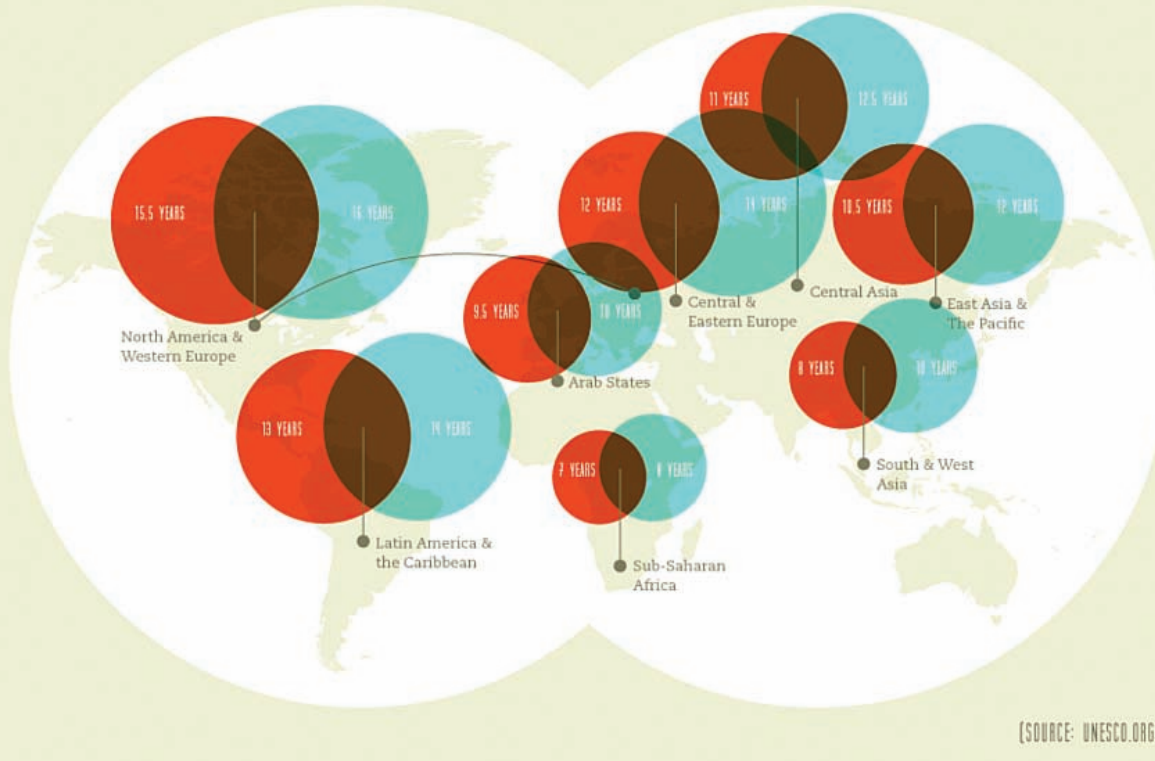 11 YEARS
12.5 YEARS
15.5 YEARS
16 YEARS
12 YEARS
14 YEARS
10.5 YEARS
12 YEARS
Central Asia
North America &
Western Europe
9.5 YEARS
10 YEARS
Central &
Eastern Europe
East Asia &
The Pacific
Arab States
8 YEARS
10 YEARS
13 YEARS
14 YEARS
7 YEARS
8 YEARS
South & West
Asia
Latin America &
the Caribbean
Sub-Saharan
Africa
(SOURCE: UNESCO.ORG